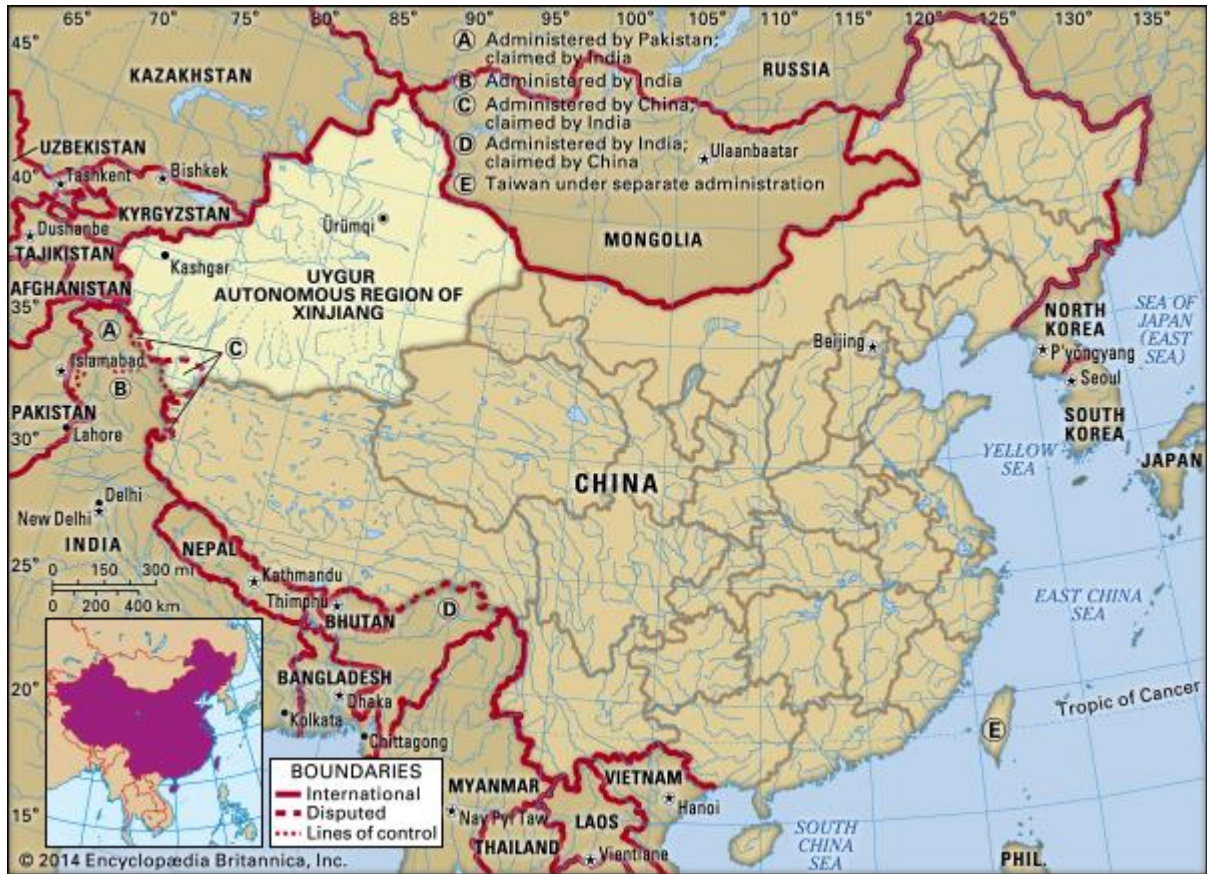 65°
70°
75°
80°
85°
90°
95°
100°
105°
110°
115°
120°
125°
130°
135°
45°
40°
35°
30°
25°
20°
15°
A Administered by Pakistan;
claimed by India
B Administered by India
C Administered by China;
claimed by India
D Administered by India;
claimed by China
E Taiwan under separate administration
KAZAKHSTAN
RUSSIA
UZBEKISTAN
Tashkent
Bishkek
Ulaanbaatar
KYRGYZSTAN
Dushanbe
TAJIKISTAN
Ürümqi
MONGOLIA
Kashgar
AFGHANISTAN
UYGUR
AUTONOMOUS REGION OF
XINJIANG
NORTH
KOREA
SEA OF
JAPAN
(EAST
SEA)
A
C
Islamabad
B
Beijing
P'yŏngyang
Seoul
PAKISTAN
Lahore
SOUTH
KOREA
YELLOW
SEA
JAPAN
CHINA
Delhi
New Delhi
INDIA
NEPAL
0 150 300 mi
0 200 400 km
Kathmandu
Thimphu
BHUTAN
D
EAST CHINA
SEA
BANGLADESH
Dhaka
Kolkata
Chittagong
Tropic of Cancer
E
BOUNDARIES
International
Disputed
Lines of control
MYANMAR
Nay Pyi Taw
VIETNAM
Hanoi
LAOS
THAILAND
Vientiane
SOUTH
CHINA
SEA
PHIL.
© 2014 Encyclopædia Britannica, Inc.